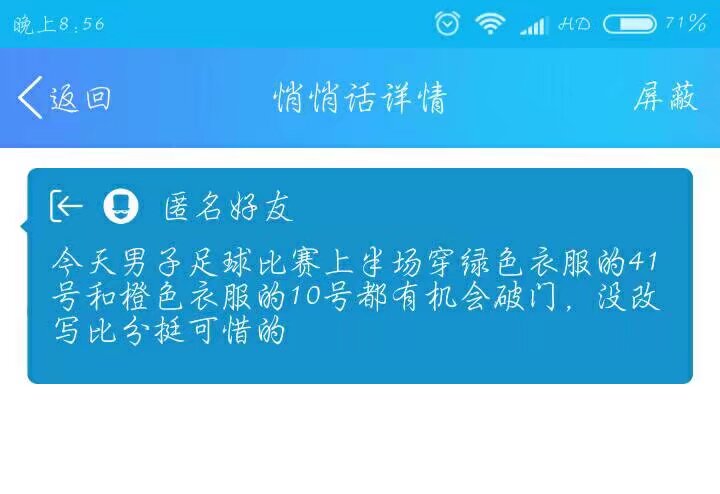 晚上8:56 HD 71%
返回 悄悄话详情 屏蔽
匿名好友
今天男子足球比赛上半场穿绿色衣服的41
号和橙色衣服的10号都有机会破门，没改
写比分挺可惜的